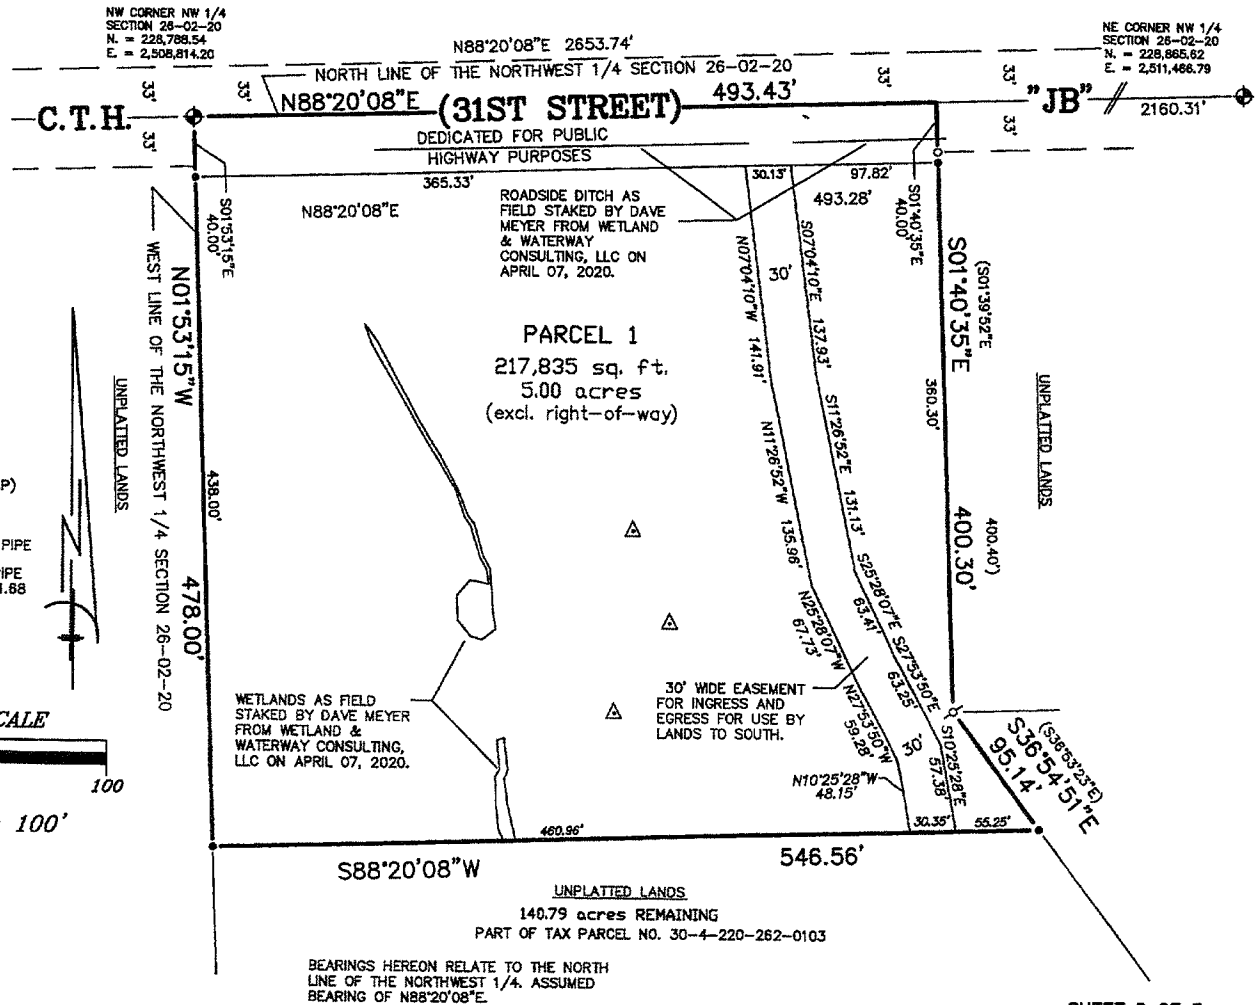 NW CORNER NW 1/4
SECTION 26-02-20
N. = 228,788.54
E. = 2,508,814.20
NE CORNER NW 1/4
SECTION 26-02-20
N. = 228,865.62
E. = 2,511,466.79
N88°20'08"E 2653.74'
NORTH LINE OF THE NORTHWEST 1/4 SECTION 26-02-20
33'
33'
33'
33'
33'
33'
C.T.H.
N88°20'08"E
(31ST STREET)
493.43'
"JB"
2160.31'
DEDICATED FOR PUBLIC
HIGHWAY PURPOSES
365.33'
30.13'
97.82'
493.28'
N88°20'08"E
S01°53'15"E
40.00'
S01°40'35"E
40.00'
ROADSIDE DITCH AS
FIELD STAKED BY DAVE
MEYER FROM WETLAND
& WATERWAY
CONSULTING, LLC ON
APRIL 07, 2020.
N01°53'15"W
478.00'
438.00'
WEST LINE OF THE NORTHWEST 1/4 SECTION 26-02-20
UNPLATTED LANDS
PARCEL 1
217,835 sq. ft.
5.00 acres
(excl. right-of-way)
30'
N07°04'10"W 141.91'
S07°04'10"E 137.93'
N11°26'52"W 135.96'
S11°26'52"E 131.13'
N25°28'07"W
67.73'
S25°28'07"E
63.41'
N27°53'50"W
59.28'
S27°53'50"E
63.25'
30'
N10°25'28"W
48.15'
S10°25'28"E
57.38'
S01°40'35"E
(S01°39'52"E
360.30'
400.30'
400.40')
UNPLATTED LANDS
S36°54'51"E
95.14'
(S36°53'23"E)
P)
PIPE
IPE
1.68
WETLANDS AS FIELD
STAKED BY DAVE MEYER
FROM WETLAND &
WATERWAY CONSULTING,
LLC ON APRIL 07, 2020.
30' WIDE EASEMENT
FOR INGRESS AND
EGRESS FOR USE BY
LANDS TO SOUTH.
CALE
100
100'
460.96'
30.35'
55.25'
S88°20'08"W
546.56'
UNPLATTED LANDS
140.79 acres REMAINING
PART OF TAX PARCEL NO. 30-4-220-262-0103
BEARINGS HEREON RELATE TO THE NORTH
LINE OF THE NORTHWEST 1/4. ASSUMED
BEARING OF N88°20'08"E.